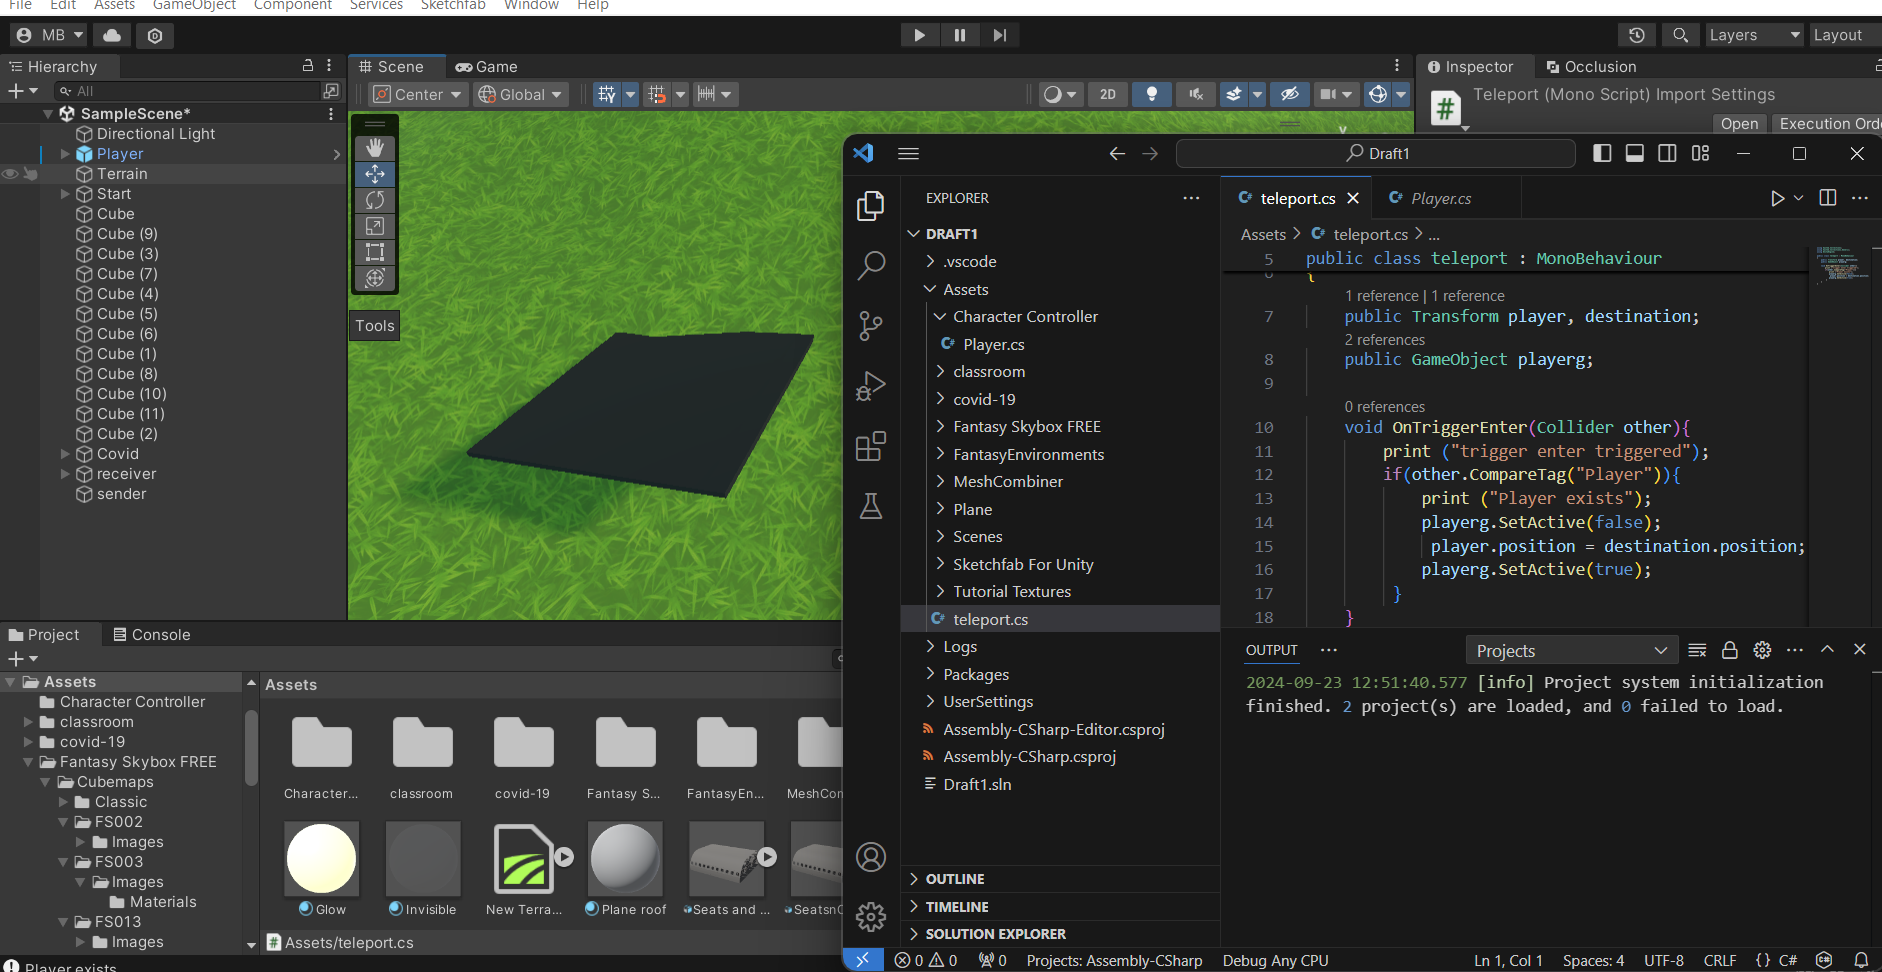 File Edit Assets GameObject Component Services Sketchfab Window Help
MB
Layers
Layout
Hierarchy
All
SampleScene*
Directional Light
Player
Terrain
Start
Cube
Cube (9)
Cube (3)
Cube (7)
Cube (4)
Cube (5)
Cube (6)
Cube (1)
Cube (8)
Cube (10)
Cube (11)
Cube (2)
Covid
receiver
sender
Scene Game
Center Global 2D
Tools
Inspector Occlusion
Teleport (Mono Script) Import Settings
Open Execution Orde
Draft1
EXPLORER
DRAFT1
.vscode
Assets
Character Controller
Player.cs
classroom
covid-19
Fantasy Skybox FREE
FantasyEnvironments
MeshCombiner
Plane
Scenes
Sketchfab For Unity
Tutorial Textures
teleport.cs
Logs
Packages
UserSettings
Assembly-CSharp-Editor.csproj
Assembly-CSharp.csproj
Draft1.sln
OUTLINE
TIMELINE
SOLUTION EXPLORER
teleport.cs Player.cs
Assets > teleport.cs > ...
5 public class teleport : MonoBehaviour
6 {
1 reference | 1 reference
7 public Transform player, destination;
2 references
8 public GameObject playerg;
9
0 references
10 void OnTriggerEnter(Collider other){
11 print ("trigger enter triggered");
12 if(other.CompareTag("Player")){
13 print ("Player exists");
14 playerg.SetActive(false);
15 player.position = destination.position;
16 playerg.SetActive(true);
17 }
18 }
OUTPUT Projects
2024-09-23 12:51:40.577 [info] Project system initialization
finished. 2 project(s) are loaded, and 0 failed to load.
0 0 0 Projects: Assembly-CSharp Debug Any CPU Ln 1, Col 1 Spaces: 4 UTF-8 CRLF {} C#
Project Console
Assets
Character Controller
classroom
covid-19
Fantasy Skybox FREE
Cubemaps
Classic
FS002
Images
FS003
Images
Materials
FS013
Images
Assets
Character... classroom covid-19 Fantasy S... FantasyEn... MeshCon
Glow Invisible New Terra... Plane roof Seats and ... SeatsnC
Assets/teleport.cs
Player exists